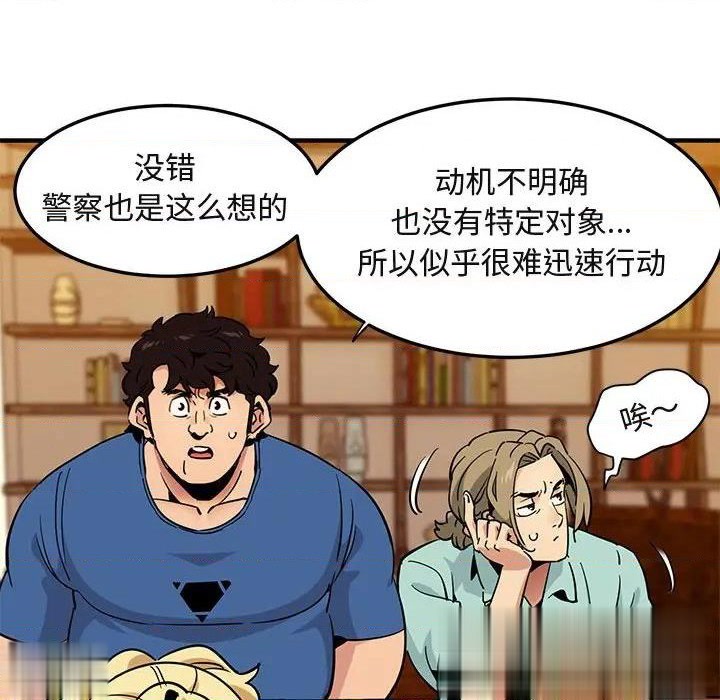 没错
警察也是这么想的
动机不明确
也没有特定对象...
所以似乎很难迅速行动
唉～